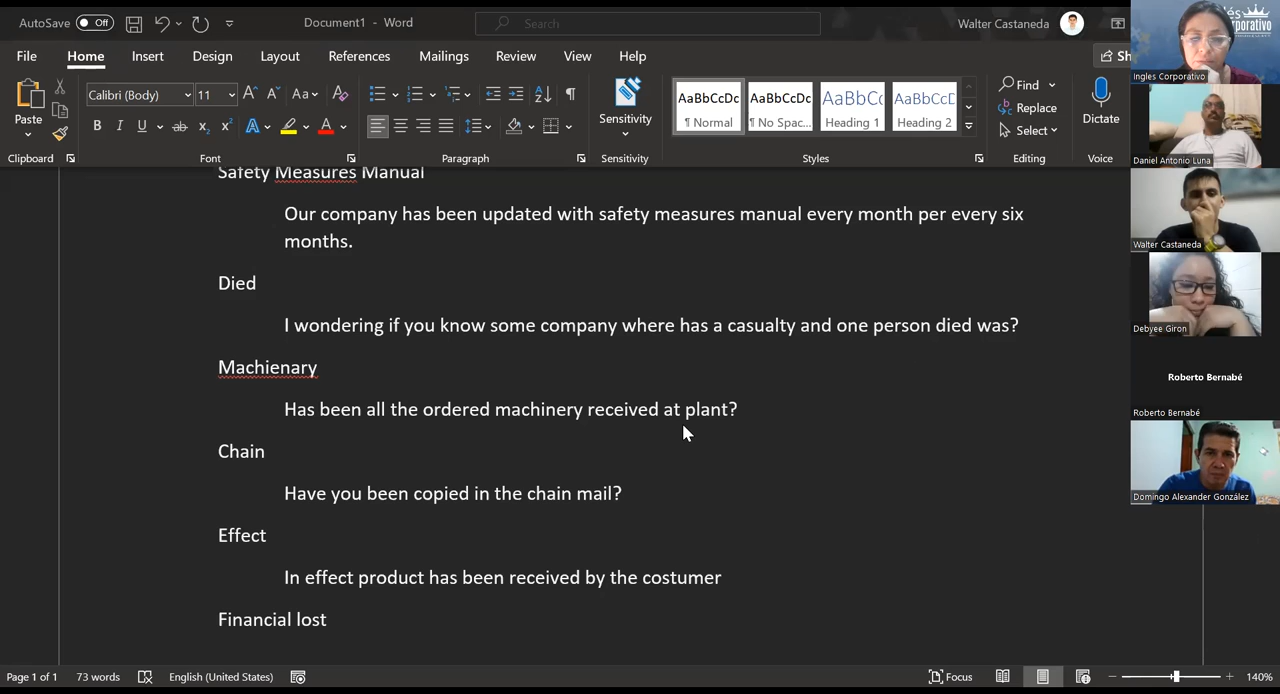 AutoSave Off Document1 - Word Search Walter Castaneda
File Home Insert Design Layout References Mailings Review View Help Sh
Paste Calibri (Body) 11 Aa AaBbCcDc AaBbCcDc AaBbCc AaBbCcD Find
B I U ab x₂ x² A A Sensitivity ¶ Normal ¶ No Spac... Heading 1 Heading 2 Replace Dictate
Select
Clipboard Font Paragraph Sensitivity Styles Editing Voice
Safety Measures Manual
Our company has been updated with safety measures manual every month per every six
months.
Died
I wondering if you know some company where has a casualty and one person died was?
Machienary
Has been all the ordered machinery received at plant?
Chain
Have you been copied in the chain mail?
Effect
In effect product has been received by the costumer
Financial lost
Page 1 of 1 73 words English (United States) Focus 140%
Ingles Corporativo
Daniel Antonio Luna
Walter Castaneda
Debyee Giron
Roberto Bernabé
Roberto Bernabé
Domingo Alexander González